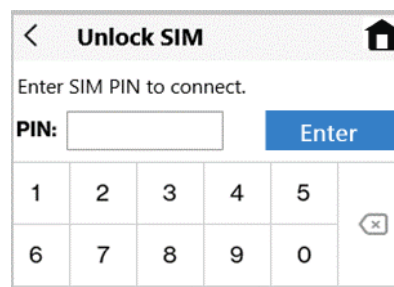 Unlock SIM
Enter SIM PIN to connect.
PIN: Enter
1 2 3 4 5
6 7 8 9 0